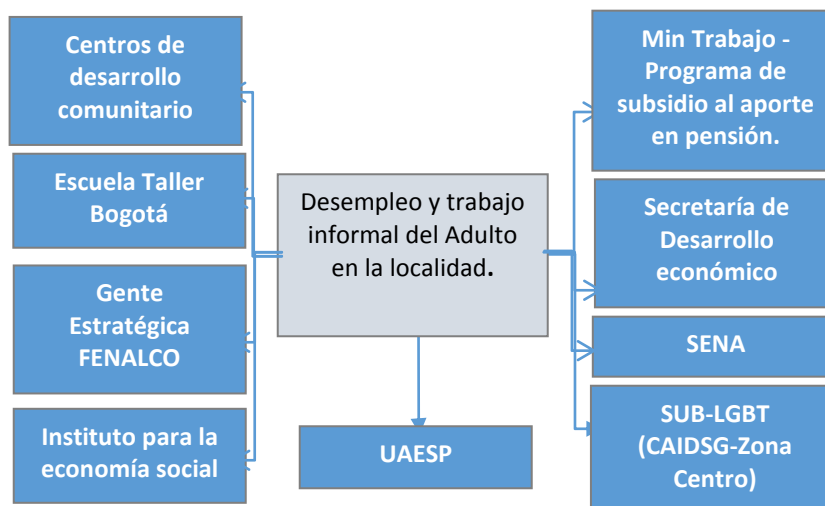 Centros de
desarrollo
comunitario
Escuela Taller
Bogotá
Gente
Estratégica
FENALCO
Instituto para la
economía social
Desempleo y trabajo
informal del Adulto
en la localidad.
UAESP
Min Trabajo -
Programa de
subsidio al aporte
en pensión.
Secretaría de
Desarrollo
económico
SENA
SUB-LGBT
(CAIDSG-Zona
Centro)